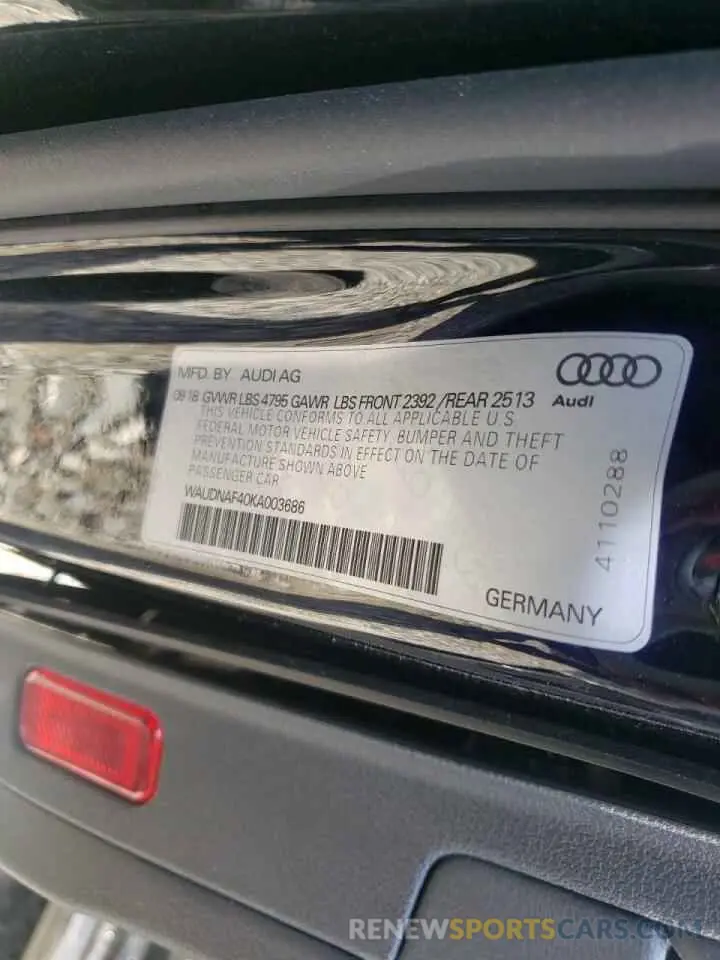 MFD. BY AUDI AG
08 18 GVWR LBS 4795 GAWR LBS FRONT 2392 /REAR 2513
Audi
THIS VEHICLE CONFORMS TO ALL APPLICABLE U.S.
FEDERAL MOTOR VEHICLE SAFETY, BUMPER AND THEFT
PREVENTION STANDARDS IN EFFECT ON THE DATE OF
MANUFACTURE SHOWN ABOVE
PASSENGER CAR
WAUDNAF40KA003686
4110288
GERMANY
RENEWSPORTSCARS.COM